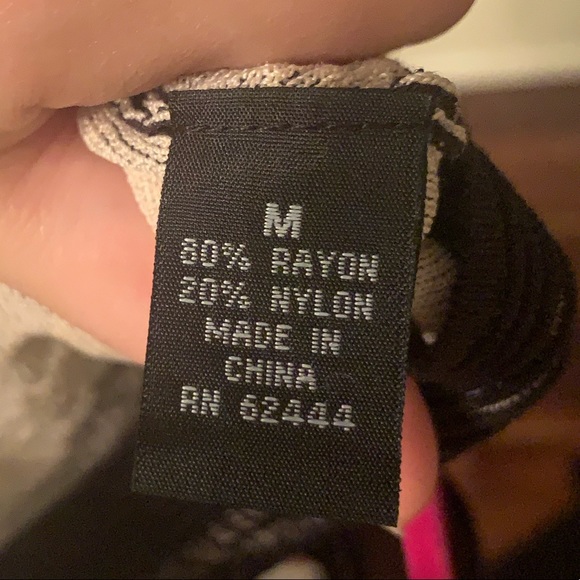 M
80% RAYON
20% NYLON
MADE IN
CHINA
RN 62444